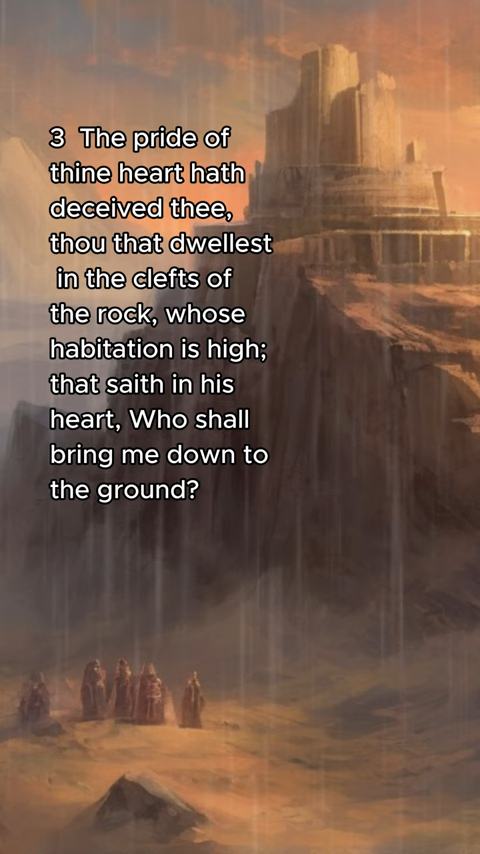 3  The pride of
thine heart hath
deceived thee,
thou that dwellest
in the clefts of
the rock, whose
habitation is high;
that saith in his
heart, Who shall
bring me down to
the ground?